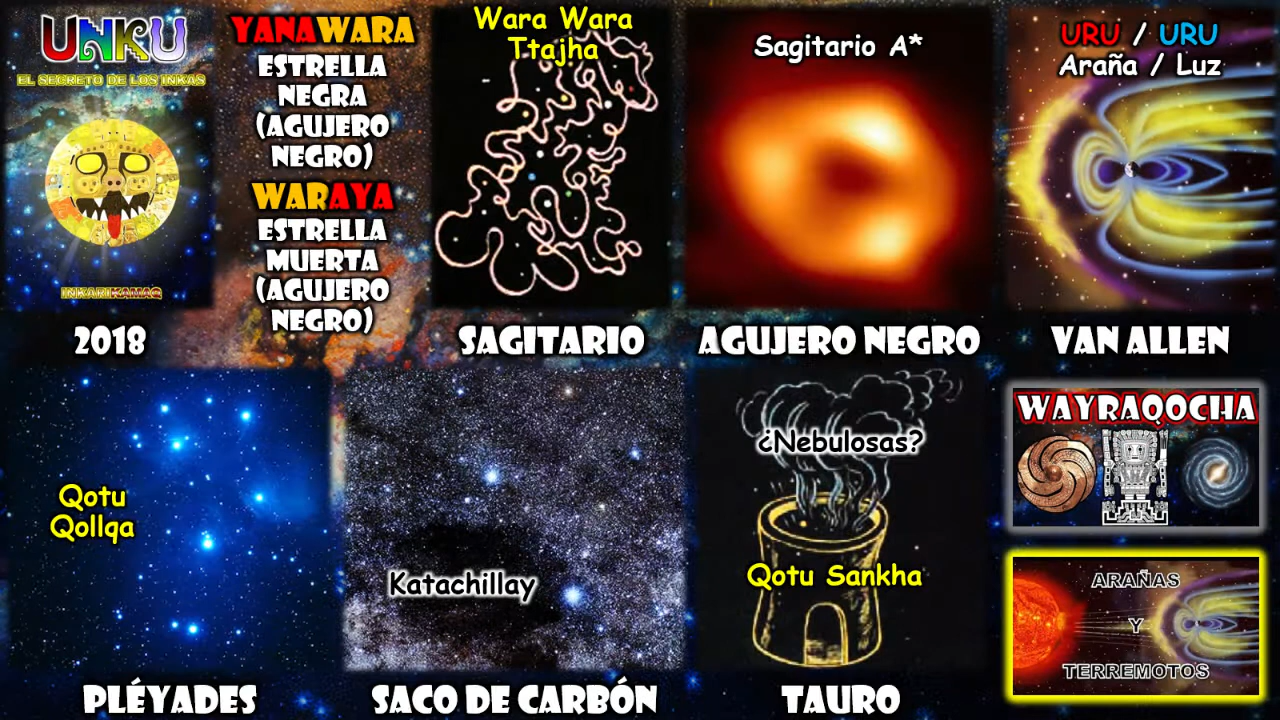 UNKU
EL SECRETO DE LOS INKAS
INKARIKAMAQ
2018
YANAWARA
ESTRELLA
NEGRA
(AGUJERO
NEGRO)
WARAYA
ESTRELLA
MUERTA
(AGUJERO
NEGRO)
Wara Wara
Ttajha
SAGITARIO
Sagitario A*
AGUJERO NEGRO
URU / URU
Araña / Luz
VAN ALLEN
Qotu
Qollqa
PLÉYADES
Katachillay
SACO DE CARBÓN
¿Nebulosas?
Qotu Sankha
TAURO
WAYRAQOCHA
ARAÑAS
Y
TERREMOTOS